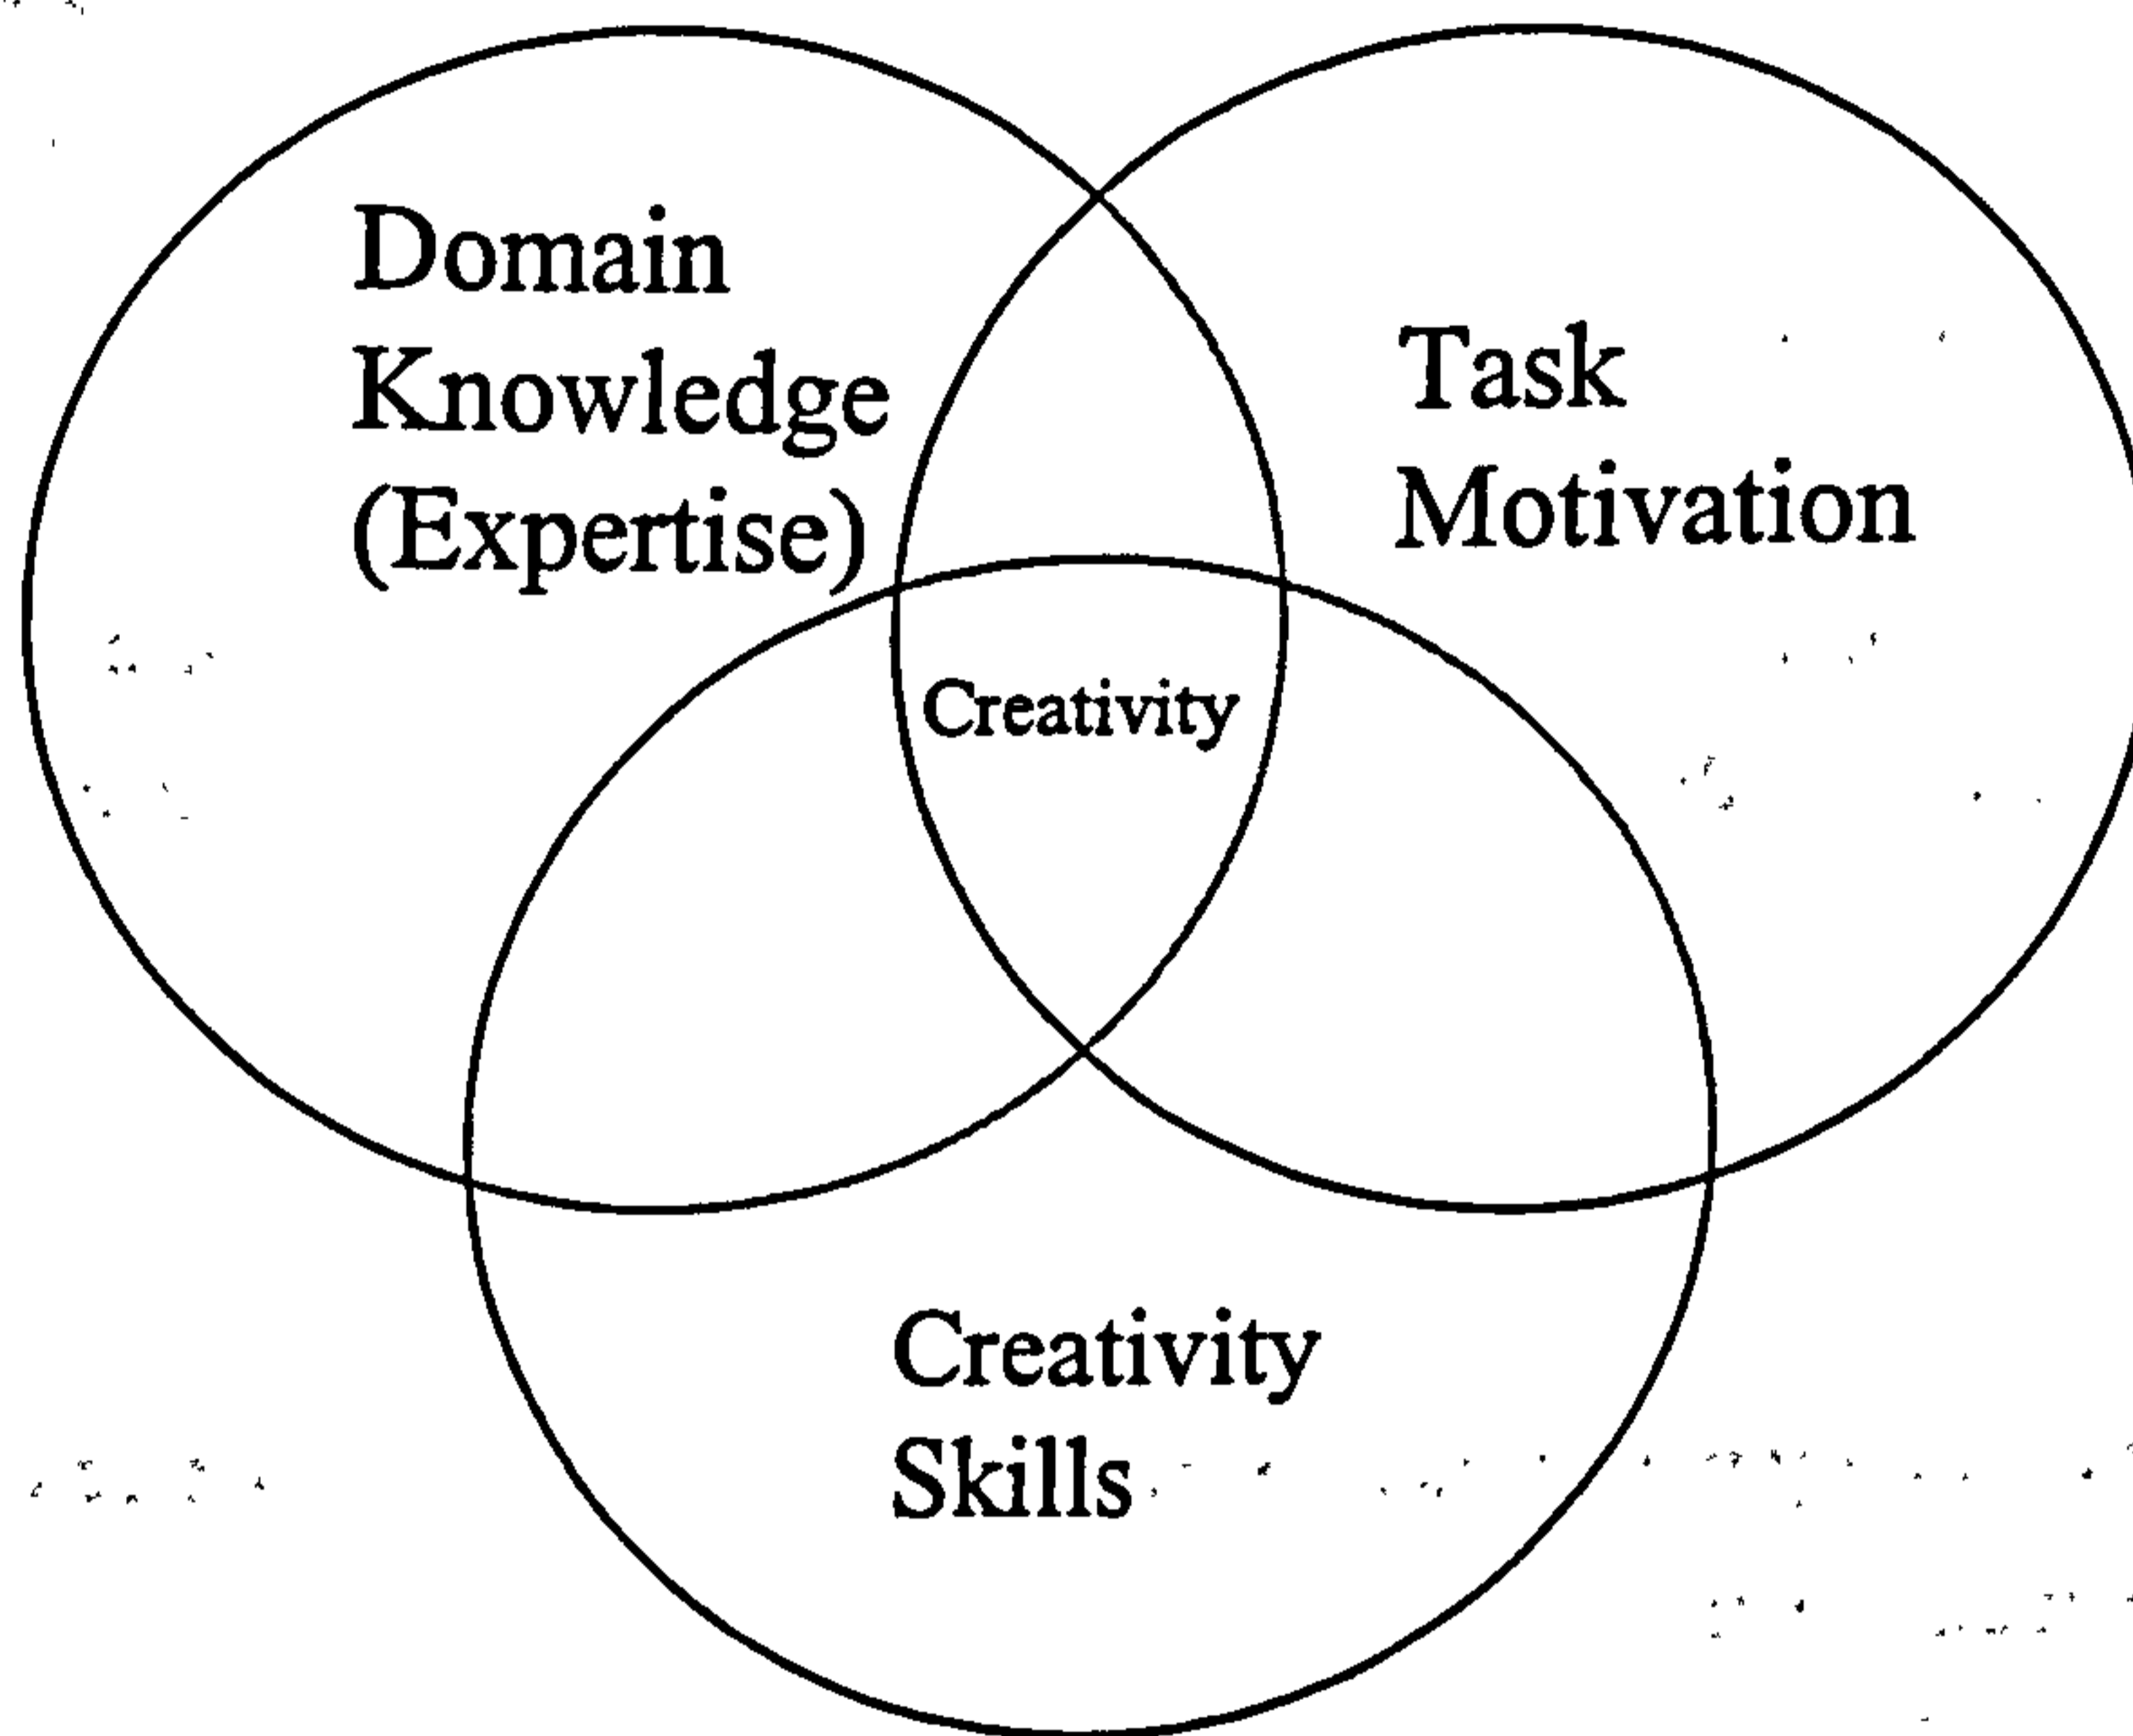 Domain
Knowledge
(Expertise)
Task
Motivation
Creativity
Creativity
Skills